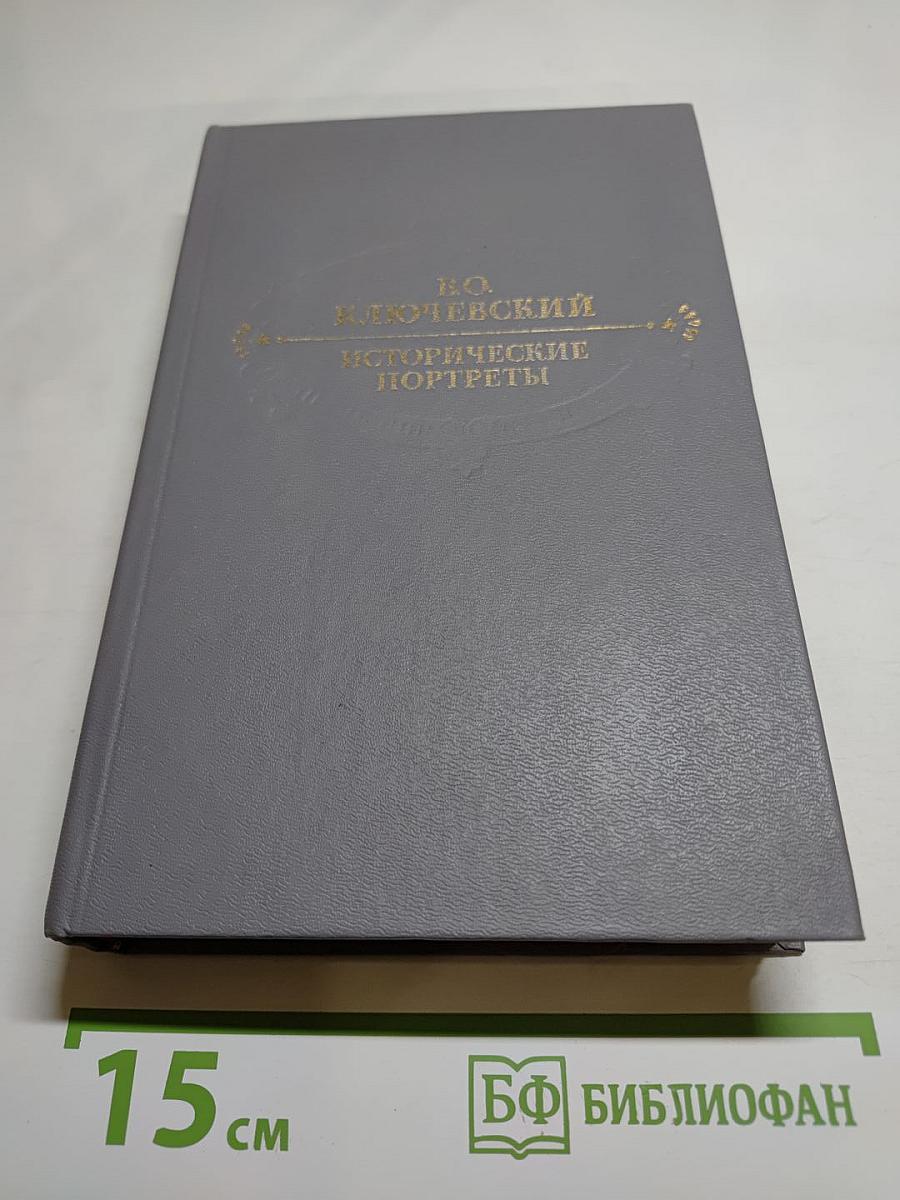 В.О.
КЛЮЧЕВСКИЙ
ИСТОРИЧЕСКИЕ
ПОРТРЕТЫ
15 см
БФ БИБЛИОФАН